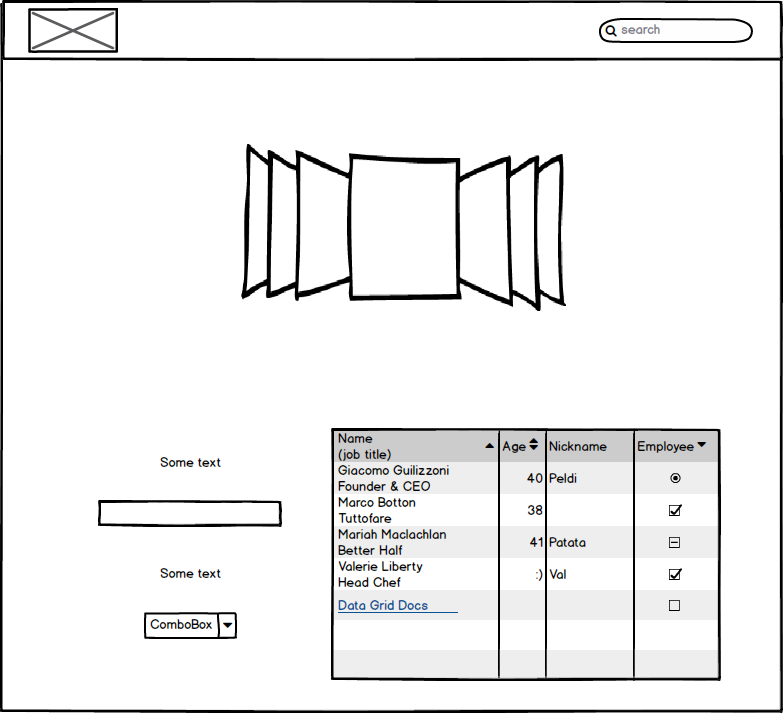 search
Some text
Some text
ComboBox
Name
(job title)
Age
Nickname
Employee
Giacomo Guilizzoni
Founder & CEO
40
Peldi
Marco Botton
Tuttofare
38
Mariah Maclachlan
Better Half
41
Patata
Valerie Liberty
Head Chef
:)
Val
Data Grid Docs